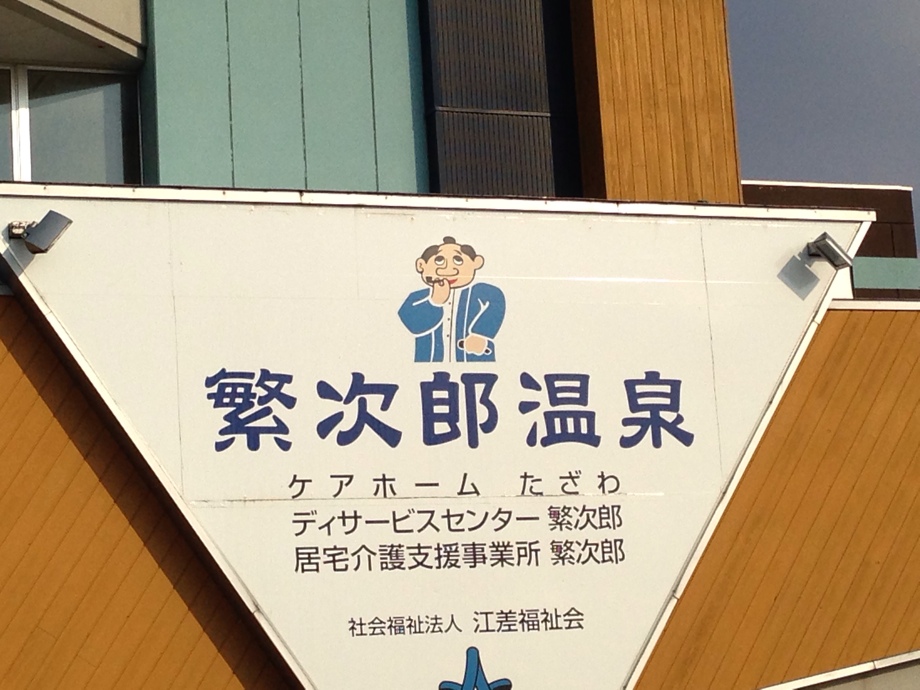 繁次郎温泉
ケアホーム たざわ
ディサービスセンター 繁次郎
居宅介護支援事業所 繁次郎
社会福祉法人 江差福祉会